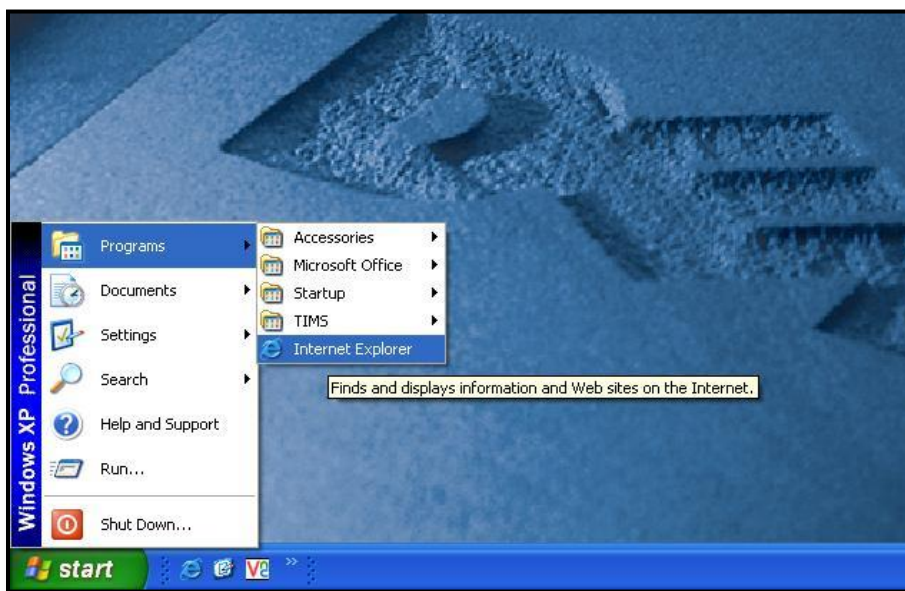 Programs
Documents
Settings
Search
Help and Support
Run...
Shut Down...
Windows XP Professional
Accessories
Microsoft Office
Startup
TIMS
Internet Explorer
Finds and displays information and Web sites on the Internet.
start